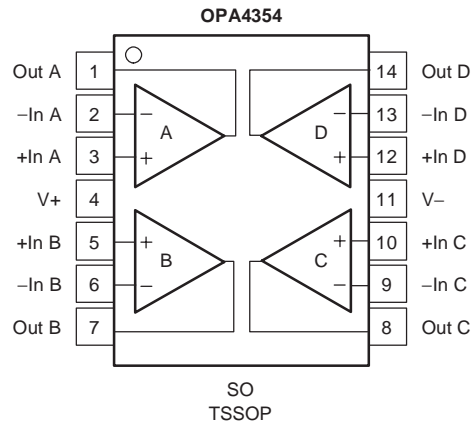 OPA4354
Out A 1 14 Out D
–In A 2 – – 13 –In D
A D
+In A 3 + + 12 +In D
V+ 4 11 V–
+In B 5 + + 10 +In C
B C
–In B 6 – – 9 –In C
Out B 7 8 Out C
SO
TSSOP